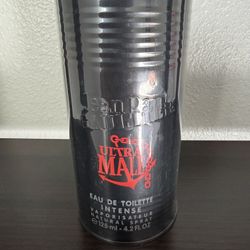 Jean Paul
GAULTIER
ULTRA
MALE
EAU DE TOILETTE
INTENSE
VAPORISATEUR
NATURAL SPRAY
℮ 125 ml - 4.2 FL.OZ